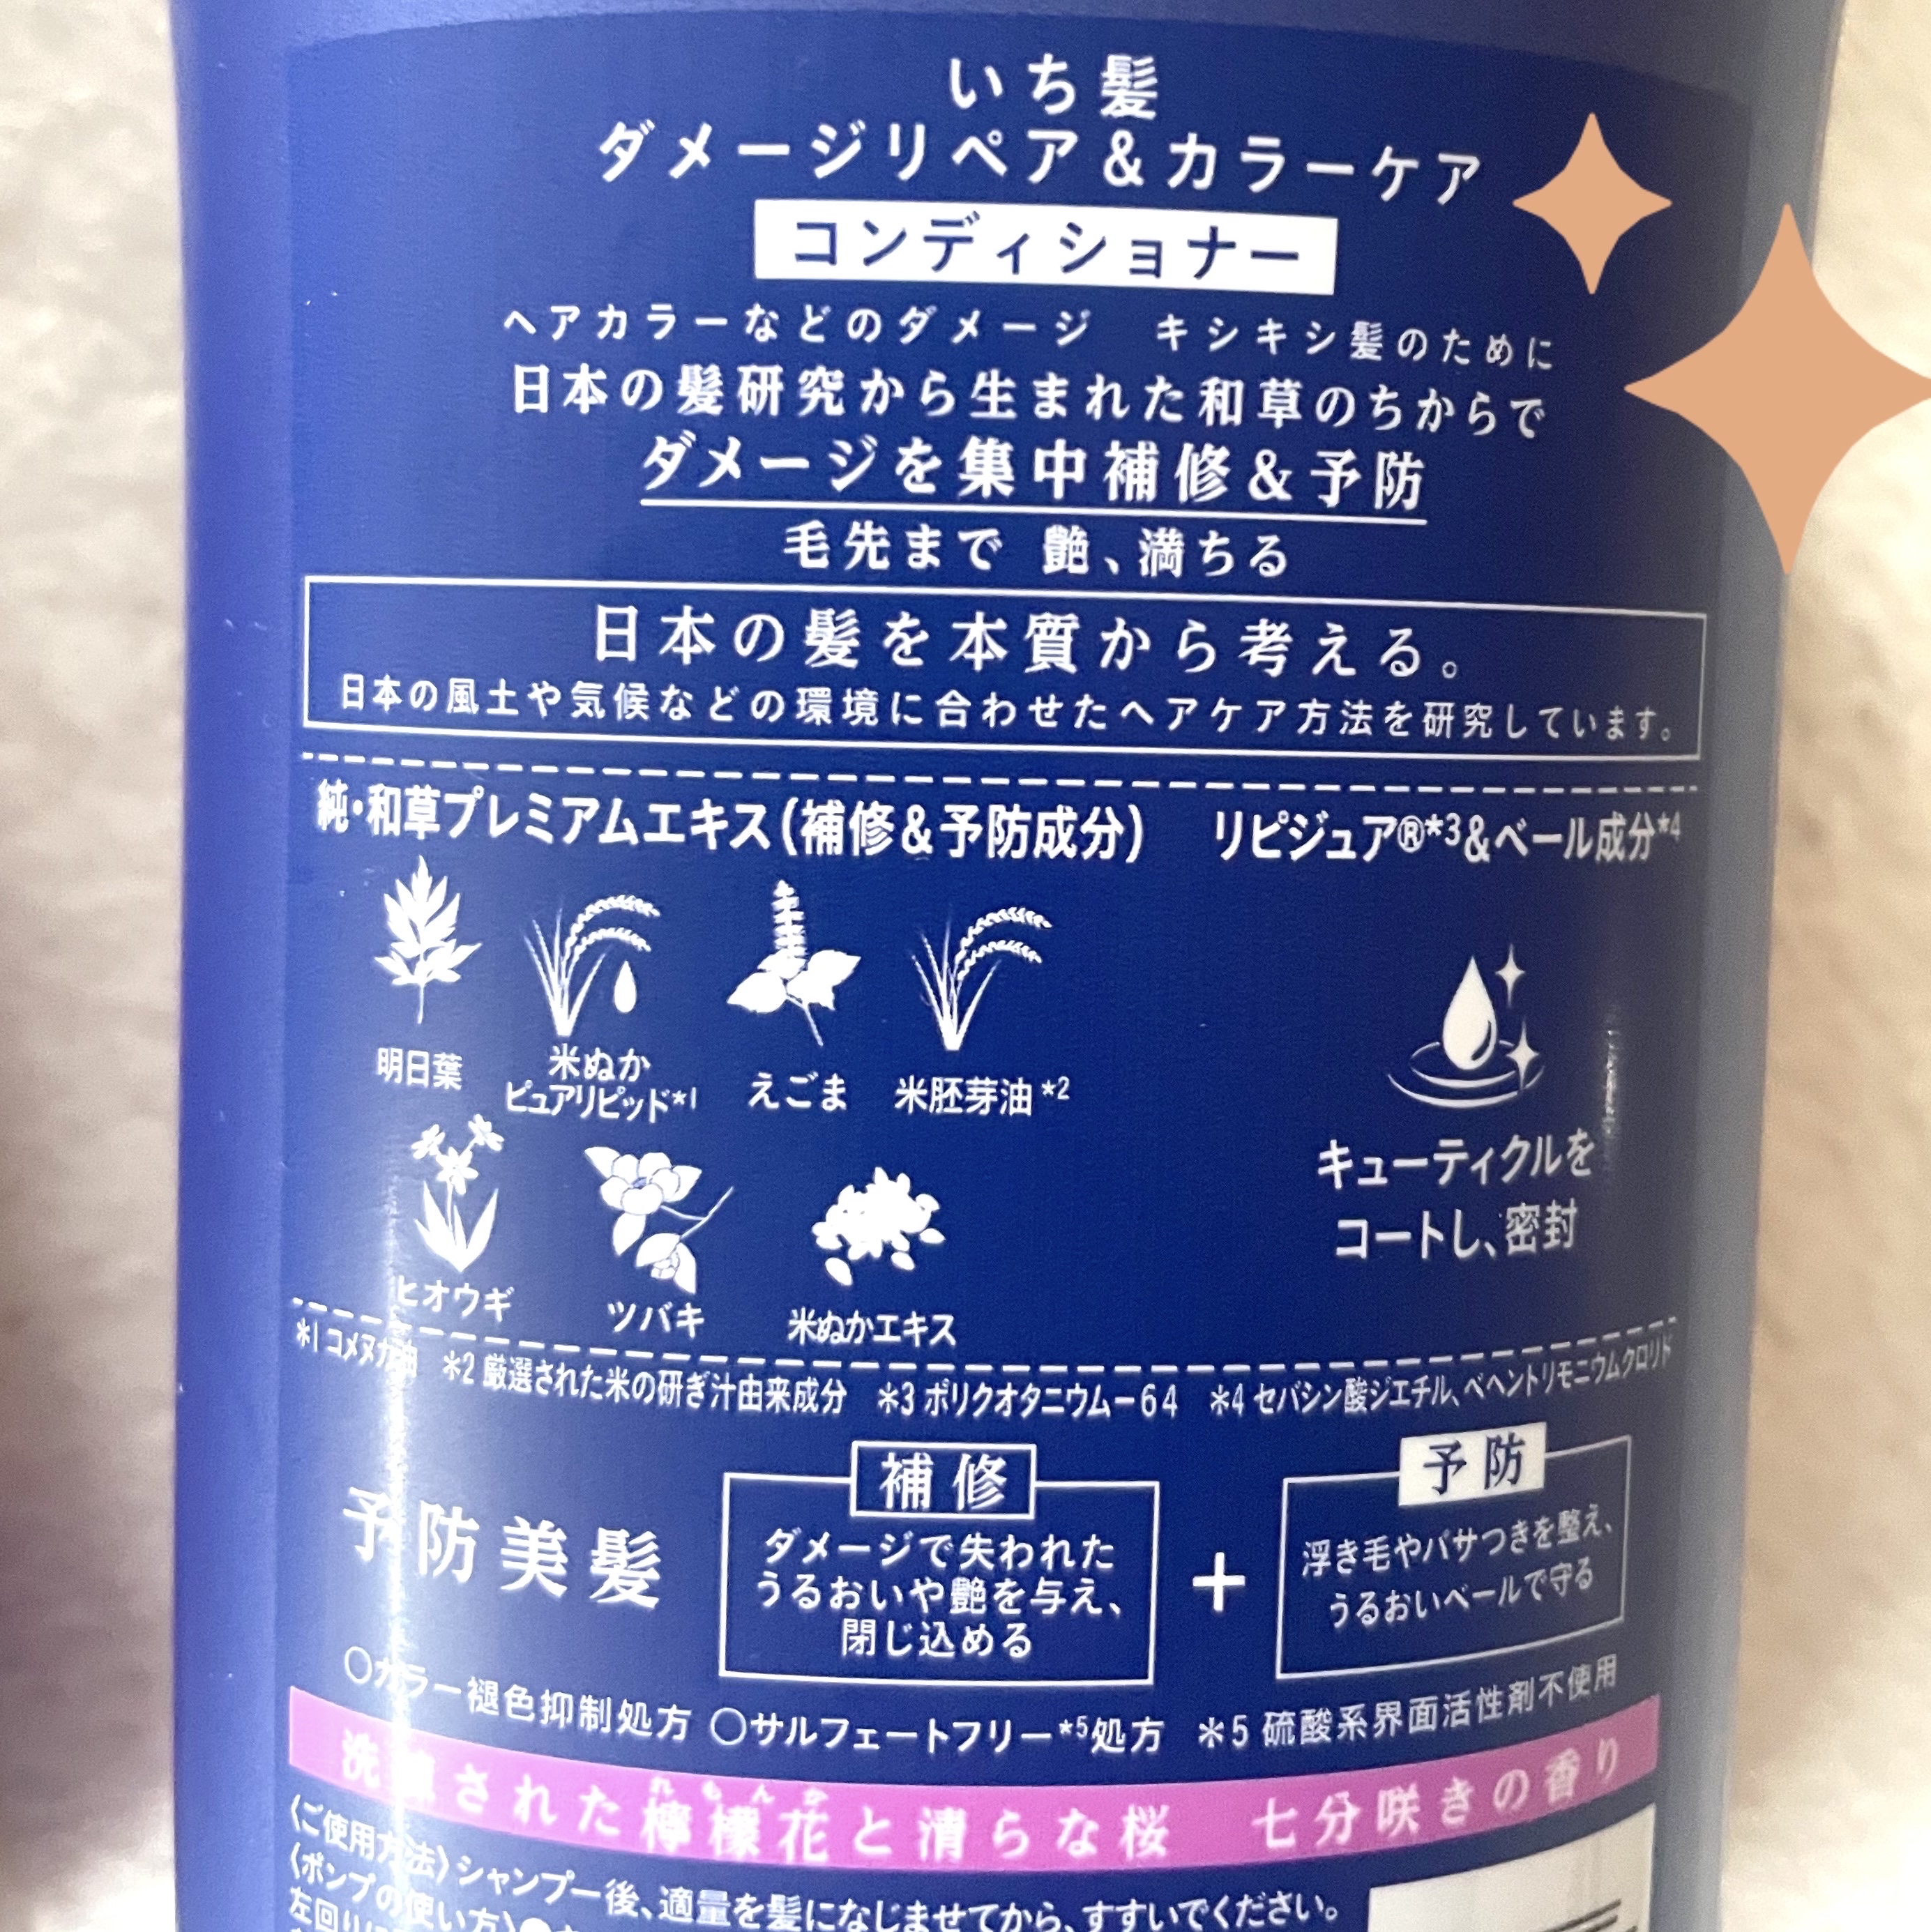 いち髪
ダメージリペア&カラーケア
コンディショナー
ヘアカラーなどのダメージ キシキシ髪のために
日本の髪研究から生まれた和草のちからで
ダメージを集中補修&予防
毛先まで 艶、満ちる
日本の髪を本質から考える。
日本の風土や気候などの環境に合わせたヘアケア方法を研究しています。
純・和草プレミアムエキス(補修&予防成分)
リピジュア®*3&ベール成分*4
明日葉
米ぬか
ピュアリピッド*1
えごま
米胚芽油*2
ヒオウギ
ツバキ
米ぬかエキス
キューティクルを
コートし、密封
*1 コメヌカ油 *2 厳選された米の研ぎ汁由来成分 *3 ポリクオタニウム-64 *4 セバシン酸ジエチル、ベヘントリモニウムクロリド
予防美髪
補修
ダメージで失われた
うるおいや艶を与え、
閉じ込める
+
予防
浮き毛やパサつきを整え、
うるおいベールで守る
○カラー褪色抑制処方 ○サルフェートフリー*5処方 *5 硫酸系界面活性剤不使用
れもんか
洗練された檸檬花と清らな桜 七分咲きの香り
〈ご使用方法〉シャンプー後、適量を髪になじませてから、すすいでください。
〈ポンプの使い方〉●
左回り